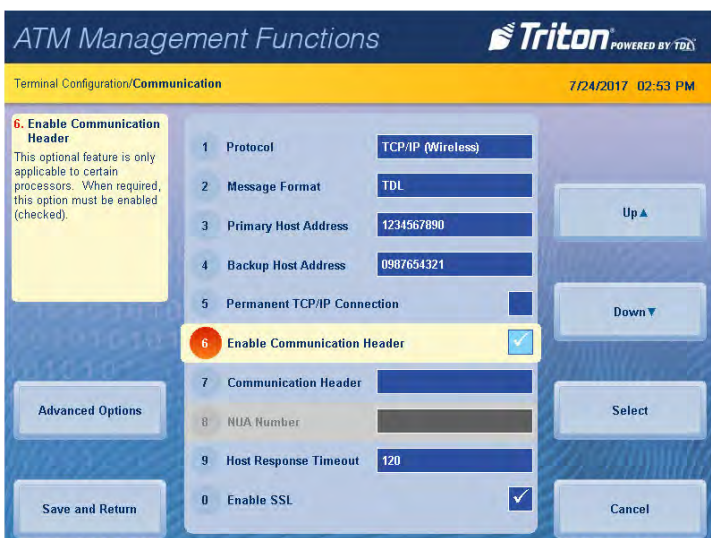 ATM Management Functions
Triton POWERED BY TDL
Terminal Configuration/Communication
7/24/2017 02:53 PM
6. Enable Communication
Header
This optional feature is only
applicable to certain
processors. When required,
this option must be enabled
(checked).
1 Protocol TCP/IP (Wireless)
2 Message Format TDL
3 Primary Host Address 1234567890
4 Backup Host Address 0987654321
5 Permanent TCP/IP Connection
6 Enable Communication Header
7 Communication Header
8 NUA Number
9 Host Response Timeout 120
0 Enable SSL
Up
Down
Advanced Options
Select
Save and Return
Cancel